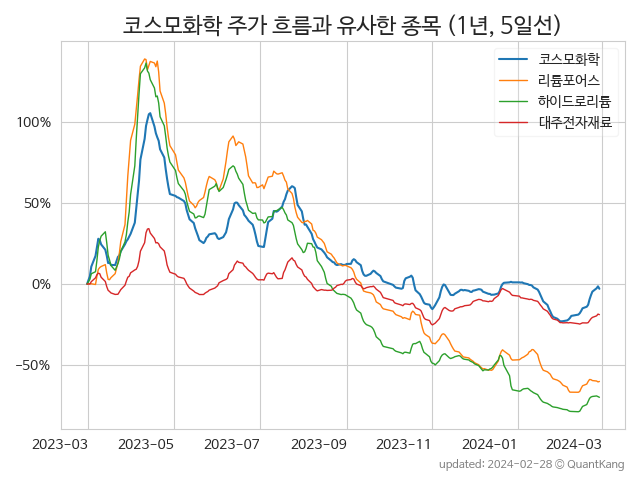 코스모화학 주가 흐름과 유사한 종목 (1년, 5일선)
코스모화학
리튬포어스
하이드로리튬
대주전자재료
100%
50%
0%
−50%
2023−03 2023−05 2023−07 2023−09 2023−11 2024−01 2024−03
updated: 2024-02-28 © QuantKang